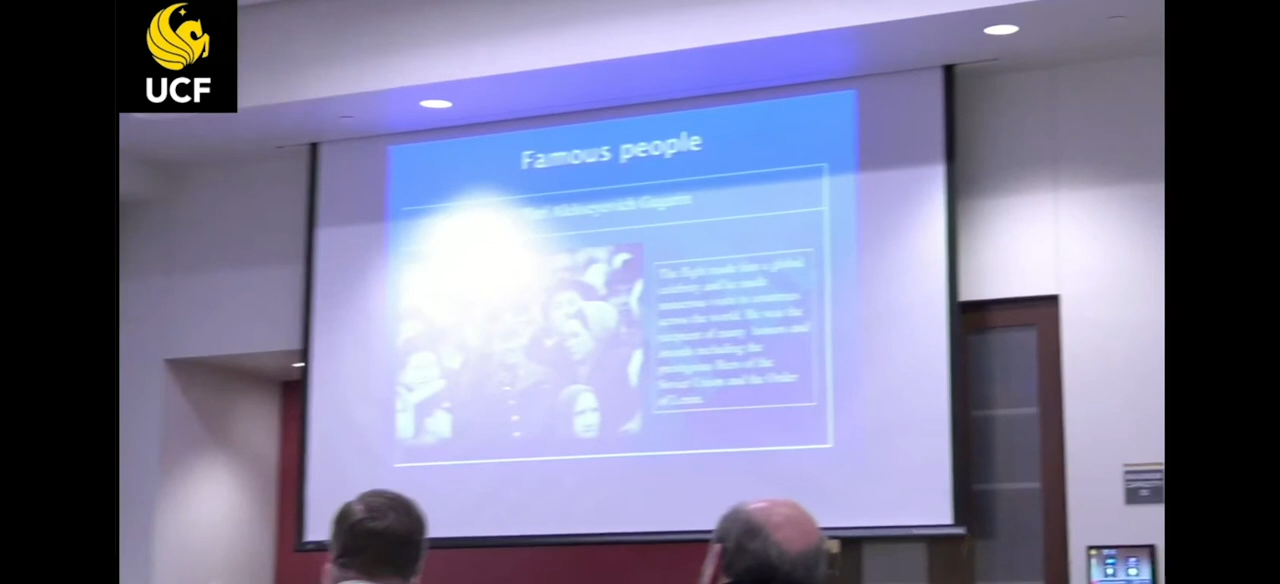 UCF
Famous people
Yuri Alekseyevich Gagarin
The flight made him a global
celebrity and he made
numerous visits to countries
across the world. He was the
recipient of many honors and
awards including the
prestigious Hero of the
Soviet Union and the Order
of Lenin.